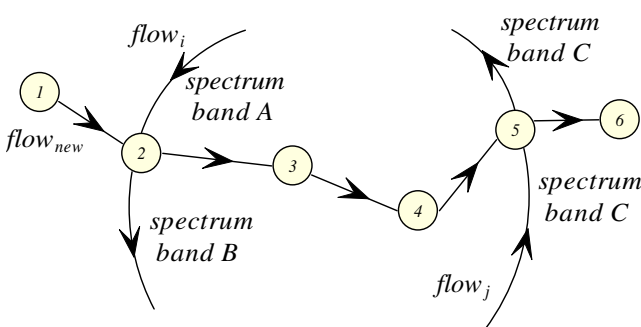 flow_i
spectrum
band A
1
flow_new
2
3
4
spectrum
band B
spectrum
band C
5
6
spectrum
band C
flow_j